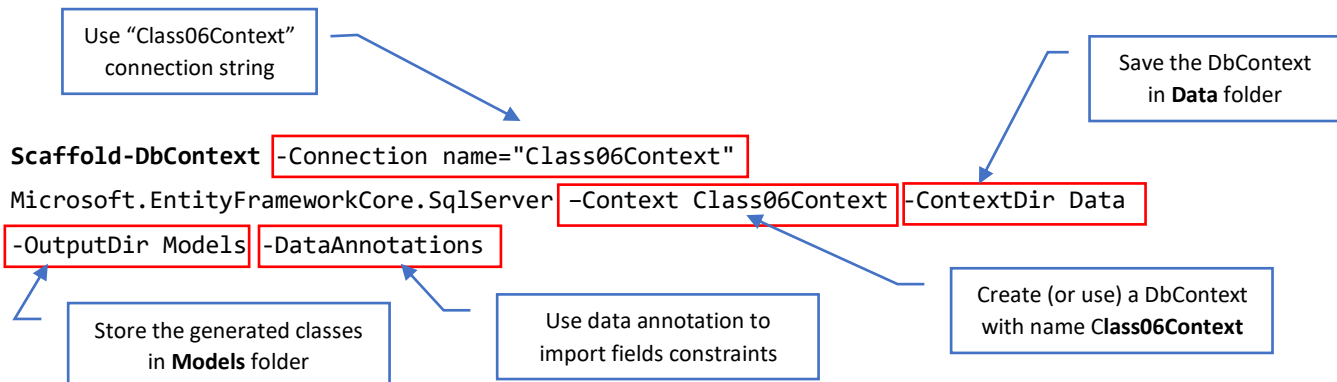 Use “Class06Context”
connection string
Save the DbContext
in Data folder
Scaffold-DbContext -Connection name="Class06Context"
Microsoft.EntityFrameworkCore.SqlServer –Context Class06Context -ContextDir Data
-OutputDir Models -DataAnnotations
Store the generated classes
in Models folder
Use data annotation to
import fields constraints
Create (or use) a DbContext
with name Class06Context